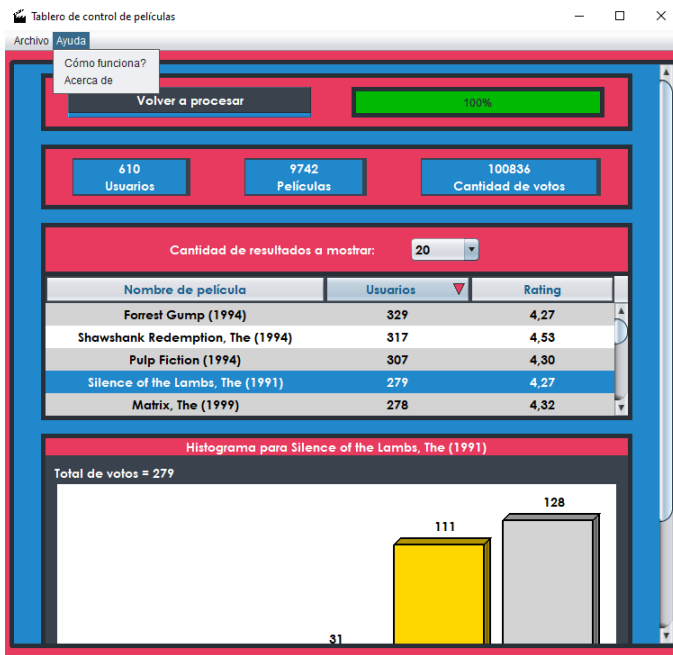 Tablero de control de películas
Archivo Ayuda
Cómo funciona?
Acerca de
Volver a procesar 100%
610 9742 100836
Usuarios Películas Cantidad de votos
Cantidad de resultados a mostrar: 20
Nombre de película Usuarios Rating
Forrest Gump (1994) 329 4,27
Shawshank Redemption, The (1994) 317 4,53
Pulp Fiction (1994) 307 4,30
Silence of the Lambs, The (1991) 279 4,27
Matrix, The (1999) 278 4,32
Histograma para Silence of the Lambs, The (1991)
Total de votos = 279
128
111
31